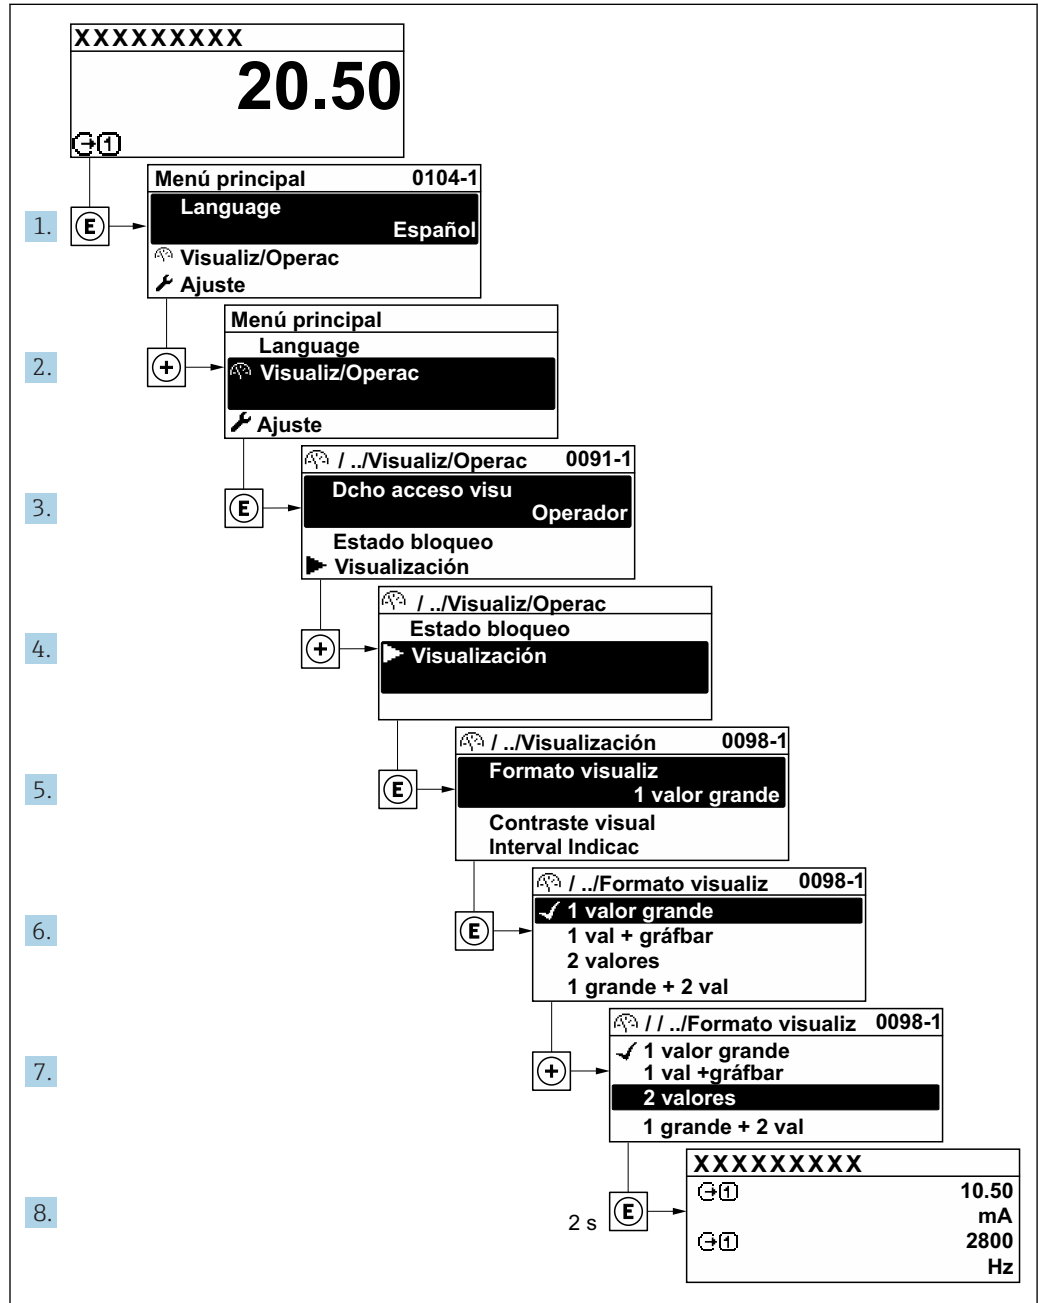 XXXXXXXXX
20.50
1
Menú principal 0104-1
Language
1. E Español
Visualiz/Operac
Ajuste
Menú principal
Language
2. + Visualiz/Operac
Ajuste
/ ../Visualiz/Operac 0091-1
Dcho acceso visu
3. E Operador
Estado bloqueo
Visualización
/ ../Visualiz/Operac
Estado bloqueo
4. + Visualización
/ ../Visualización 0098-1
Formato visualiz
5. E 1 valor grande
Contraste visual
Interval Indicac
/ ../Formato visualiz 0098-1
1 valor grande
6. E 1 val + gráfbar
2 valores
1 grande + 2 val
/ / ../Formato visualiz 0098-1
1 valor grande
7. + 1 val +gráfbar
2 valores
1 grande + 2 val
XXXXXXXXX
1 10.50
8. 2 s E mA
1 2800
Hz